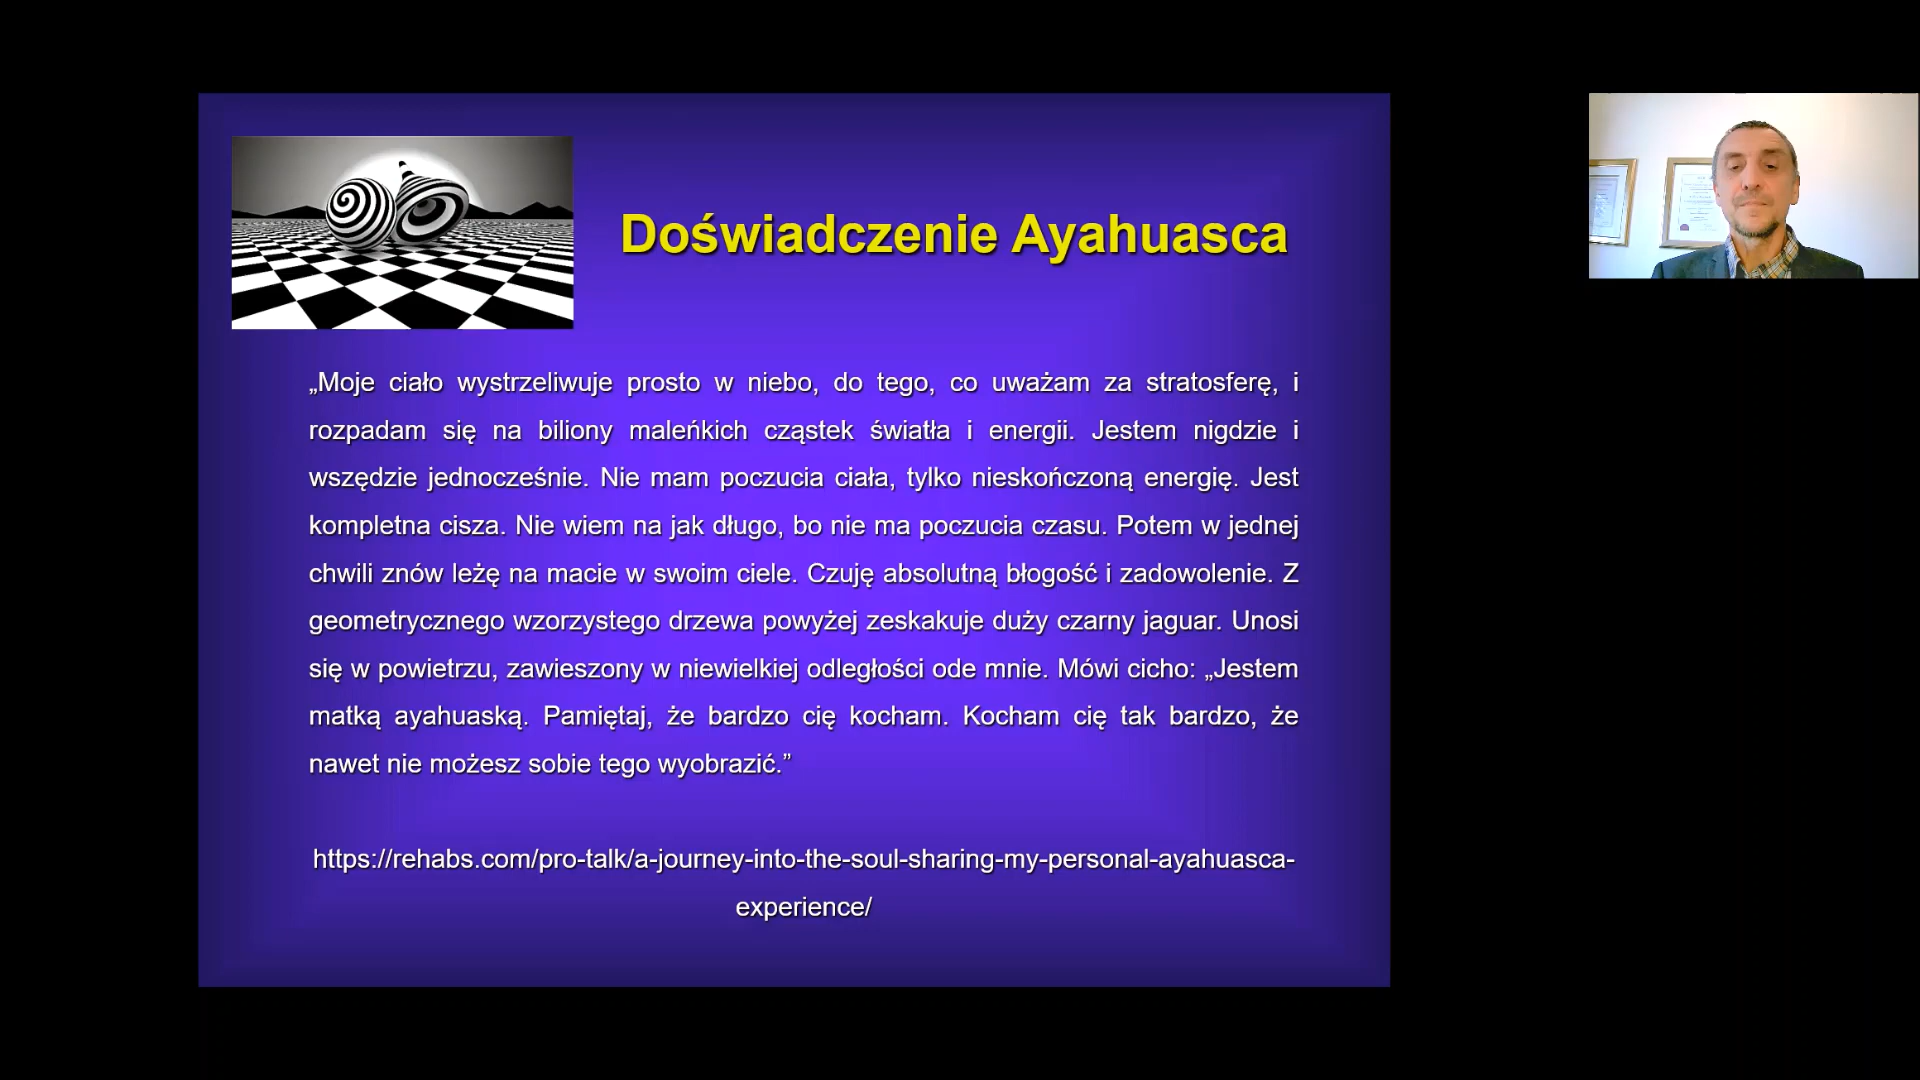 Doświadczenie Ayahuasca
„Moje ciało wystrzeliwuje prosto w niebo, do tego, co uważam za stratosferę, i
rozpadam się na biliony maleńkich cząstek światła i energii. Jestem nigdzie i
wszędzie jednocześnie. Nie mam poczucia ciała, tylko nieskończoną energię. Jest
kompletna cisza. Nie wiem na jak długo, bo nie ma poczucia czasu. Potem w jednej
chwili znów leżę na macie w swoim ciele. Czuję absolutną błogość i zadowolenie. Z
geometrycznego wzorzystego drzewa powyżej zeskakuje duży czarny jaguar. Unosi
się w powietrzu, zawieszony w niewielkiej odległości ode mnie. Mówi cicho: „Jestem
matką ayahuaską. Pamiętaj, że bardzo cię kocham. Kocham cię tak bardzo, że
nawet nie możesz sobie tego wyobrazić.”
https://rehabs.com/pro-talk/a-journey-into-the-soul-sharing-my-personal-ayahuasca-
experience/